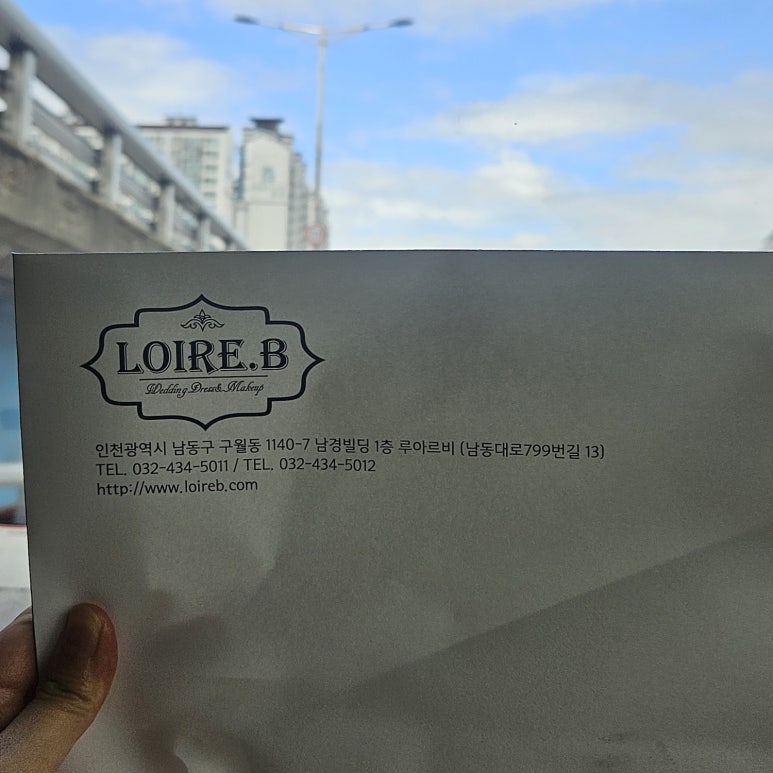 LOIRE.B
Wedding Dress& Makeup
인천광역시 남동구 구월동 1140-7 남경빌딩 1층 루아르비 (남동대로799번길 13)
TEL. 032-434-5011 / TEL. 032-434-5012
http://www.loireb.com